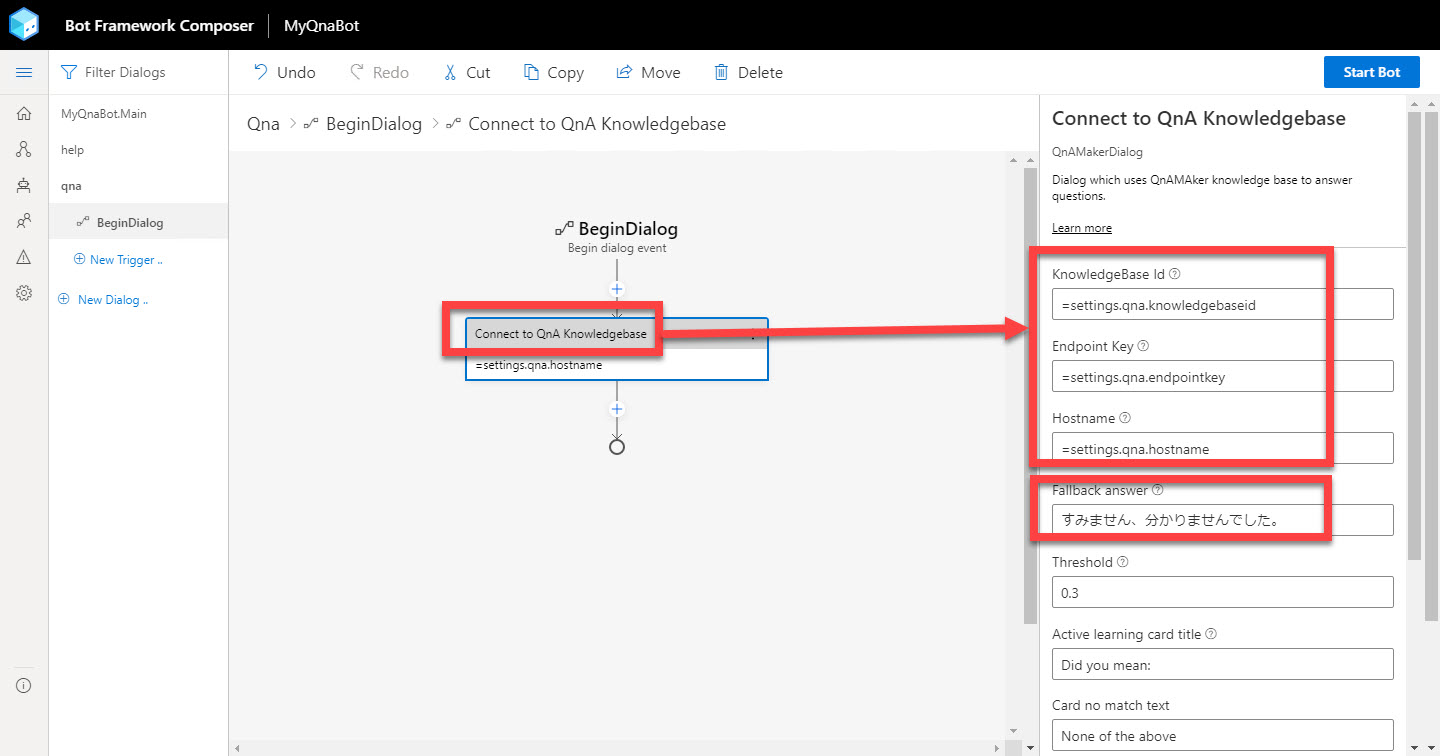 Bot Framework Composer
MyQnaBot
Filter Dialogs
Undo
Redo
Cut
Copy
Move
Delete
Start Bot
MyQnaBot.Main
help
qna
BeginDialog
New Trigger ..
New Dialog ..
Qna > BeginDialog > Connect to QnA Knowledgebase
BeginDialog
Begin dialog event
Connect to QnA Knowledgebase
=settings.qna.hostname
Connect to QnA Knowledgebase
QnAMakerDialog
Dialog which uses QnAMAker knowledge base to answer
questions.
Learn more
KnowledgeBase Id
=settings.qna.knowledgebaseid
Endpoint Key
=settings.qna.endpointkey
Hostname
=settings.qna.hostname
Fallback answer
すみません、分かりませんでした。
Threshold
0.3
Active learning card title
Did you mean:
Card no match text
None of the above